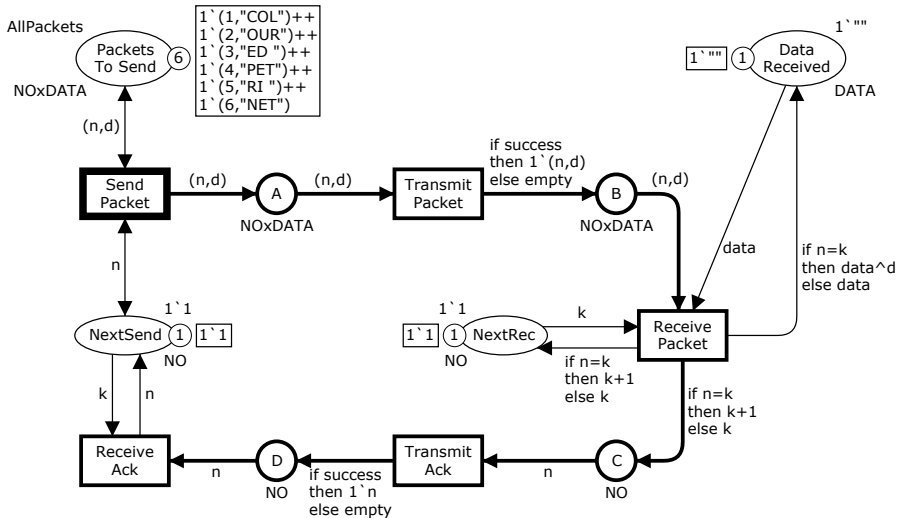 AllPackets
Packets
To Send
6
1`(1,"COL")++
1`(2,"OUR")++
1`(3,"ED ")++
1`(4,"PET")++
1`(5,"RI ")++
1`(6,"NET")
NOxDATA
1`""
1`""
1
Data
Received
DATA
(n,d)
Send
Packet
(n,d)
A
NOxDATA
(n,d)
Transmit
Packet
if success
then 1`(n,d)
else empty
B
NOxDATA
(n,d)
data
if n=k
then data^d
else data
n
1`1
NextSend
1
1`1
NO
1`1
1`1
1
NextRec
NO
k
if n=k
then k+1
else k
Receive
Packet
if n=k
then k+1
else k
k
n
Receive
Ack
n
D
NO
if success
then 1`n
else empty
Transmit
Ack
n
C
NO